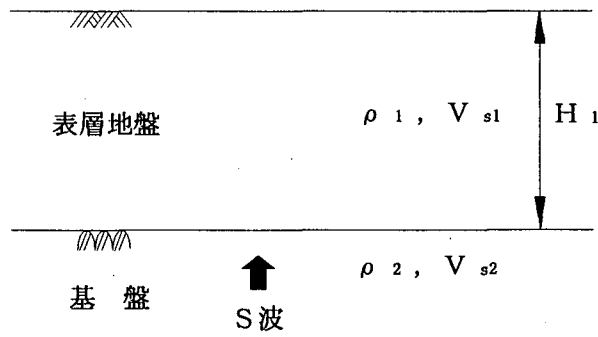 表層地盤
ρ 1 , V s1
H 1
ρ 2 , V s2
基 盤
S波